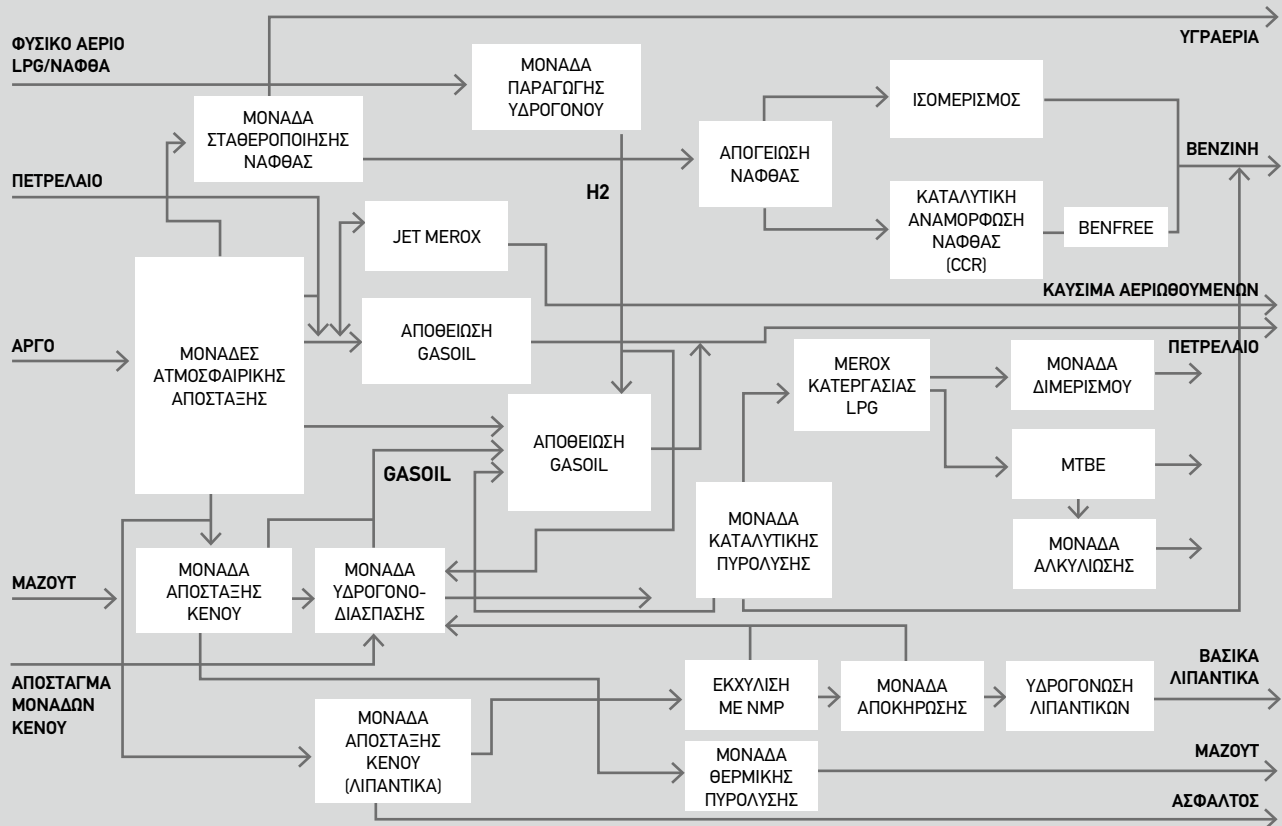 ΥΓΡΑΕΡΙΑ
ΦΥΣΙΚΟ ΑΕΡΙΟ
LPG/ΝΑΦΘΑ
ΜΟΝΑΔΑ
ΠΑΡΑΓΩΓΗΣ
ΥΔΡΟΓΟΝΟΥ
ΙΣΟΜΕΡΙΣΜΟΣ
ΜΟΝΑΔΑ
ΣΤΑΘΕΡΟΠΟΙΗΣΗΣ
ΝΑΦΘΑΣ
ΑΠΟΓΕΙΩΣΗ
ΝΑΦΘΑΣ
ΒΕΝΖΙΝΗ
ΠΕΤΡΕΛΑΙΟ
H2
ΚΑΤΑΛΥΤΙΚΗ
ΑΝΑΜΟΡΦΩΣΗ
ΝΑΦΘΑΣ
(CCR)
BENFREE
JET MEROX
ΚΑΥΣΙΜΑ ΑΕΡΙΩΘΟΥΜΕΝΩΝ
ΑΡΓΟ
ΜΟΝΑΔΕΣ
ΑΤΜΟΣΦΑΙΡΙΚΗΣ
ΑΠΟΣΤΑΞΗΣ
ΑΠΟΘΕΙΩΣΗ
GASOIL
ΠΕΤΡΕΛΑΙΟ
MEROX
ΚΑΤΕΡΓΑΣΙΑΣ
LPG
ΜΟΝΑΔΑ
ΔΙΜΕΡΙΣΜΟΥ
ΑΠΟΘΕΙΩΣΗ
GASOIL
GASOIL
MTBE
ΜΟΝΑΔΑ
ΚΑΤΑΛΥΤΙΚΗΣ
ΠΥΡΟΛΥΣΗΣ
ΜΟΝΑΔΑ
ΑΛΚΥΛΙΩΣΗΣ
ΜΑΖΟΥΤ
ΜΟΝΑΔΑ
ΑΠΟΣΤΑΞΗΣ
ΚΕΝΟΥ
ΜΟΝΑΔΑ
ΥΔΡΟΓΟΝΟ-
ΔΙΑΣΠΑΣΗΣ
ΑΠΟΣΤΑΓΜΑ
ΜΟΝΑΔΩΝ
ΚΕΝΟΥ
ΕΚΧΥΛΙΣΗ
ΜΕ NMP
ΜΟΝΑΔΑ
ΑΠΟΚΗΡΩΣΗΣ
ΥΔΡΟΓΟΝΩΣΗ
ΛΙΠΑΝΤΙΚΩΝ
ΒΑΣΙΚΑ
ΛΙΠΑΝΤΙΚΑ
ΜΟΝΑΔΑ
ΑΠΟΣΤΑΞΗΣ
ΚΕΝΟΥ
(ΛΙΠΑΝΤΙΚΑ)
ΜΟΝΑΔΑ
ΘΕΡΜΙΚΗΣ
ΠΥΡΟΛΥΣΗΣ
ΜΑΖΟΥΤ
ΑΣΦΑΛΤΟΣ